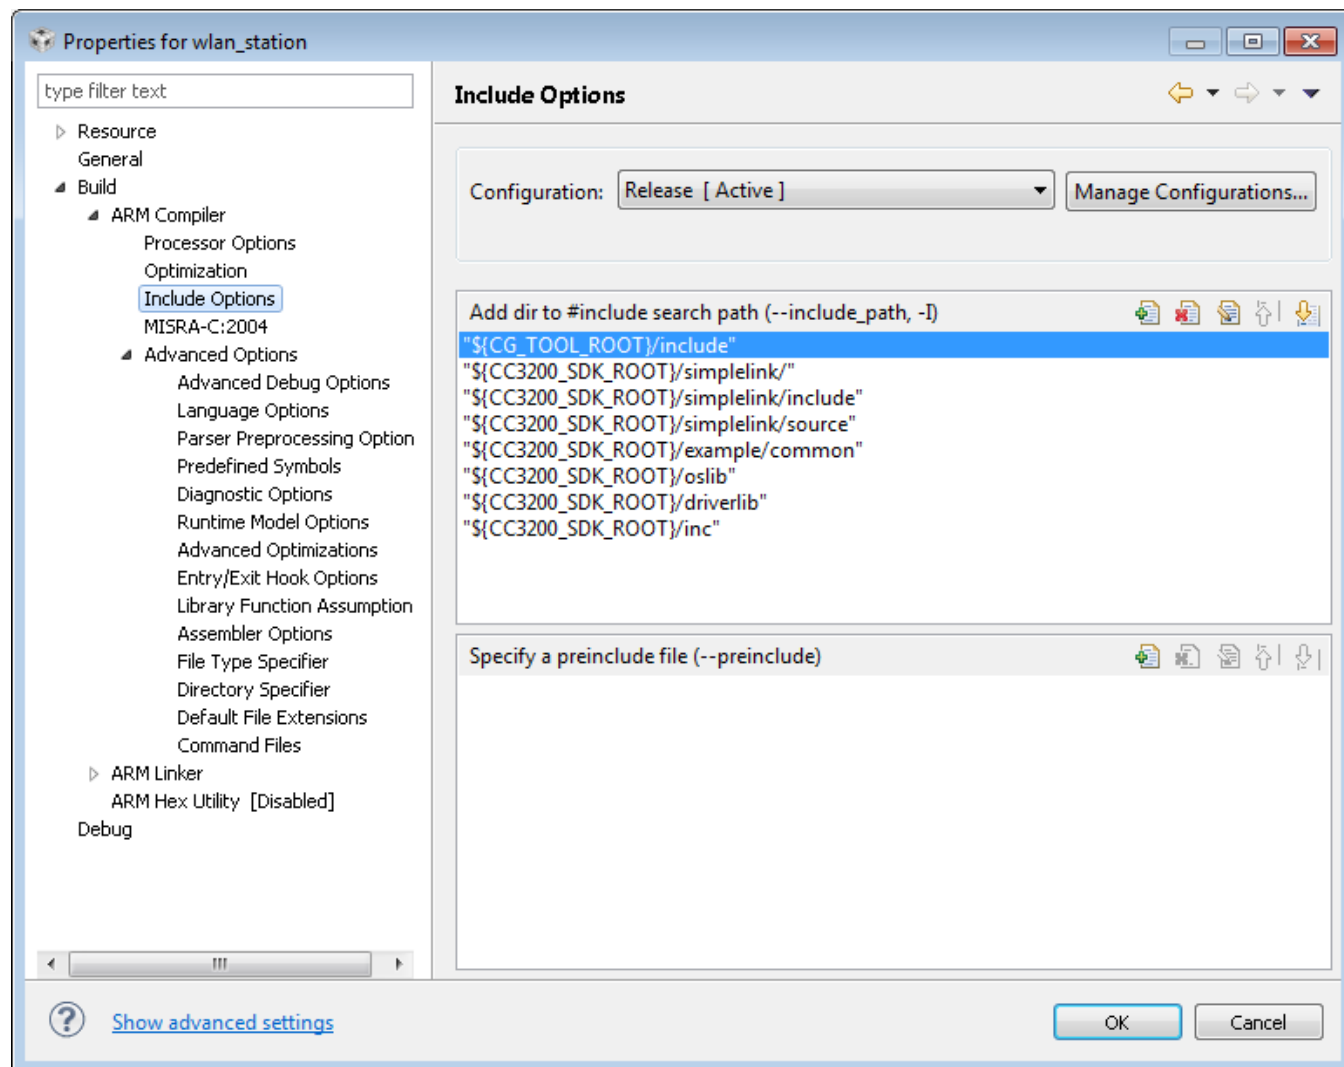 Properties for wlan_station
type filter text
Resource
General
Build
ARM Compiler
Processor Options
Optimization
Include Options
MISRA-C:2004
Advanced Options
Advanced Debug Options
Language Options
Parser Preprocessing Option
Predefined Symbols
Diagnostic Options
Runtime Model Options
Advanced Optimizations
Entry/Exit Hook Options
Library Function Assumption
Assembler Options
File Type Specifier
Directory Specifier
Default File Extensions
Command Files
ARM Linker
ARM Hex Utility [Disabled]
Debug
Include Options
Configuration: Release [ Active ] Manage Configurations...
Add dir to #include search path (--include_path, -I)
"${CG_TOOL_ROOT}/include"
"${CC3200_SDK_ROOT}/simplelink/"
"${CC3200_SDK_ROOT}/simplelink/include"
"${CC3200_SDK_ROOT}/simplelink/source"
"${CC3200_SDK_ROOT}/example/common"
"${CC3200_SDK_ROOT}/oslib"
"${CC3200_SDK_ROOT}/driverlib"
"${CC3200_SDK_ROOT}/inc"
Specify a preinclude file (--preinclude)
? Show advanced settings
OK Cancel